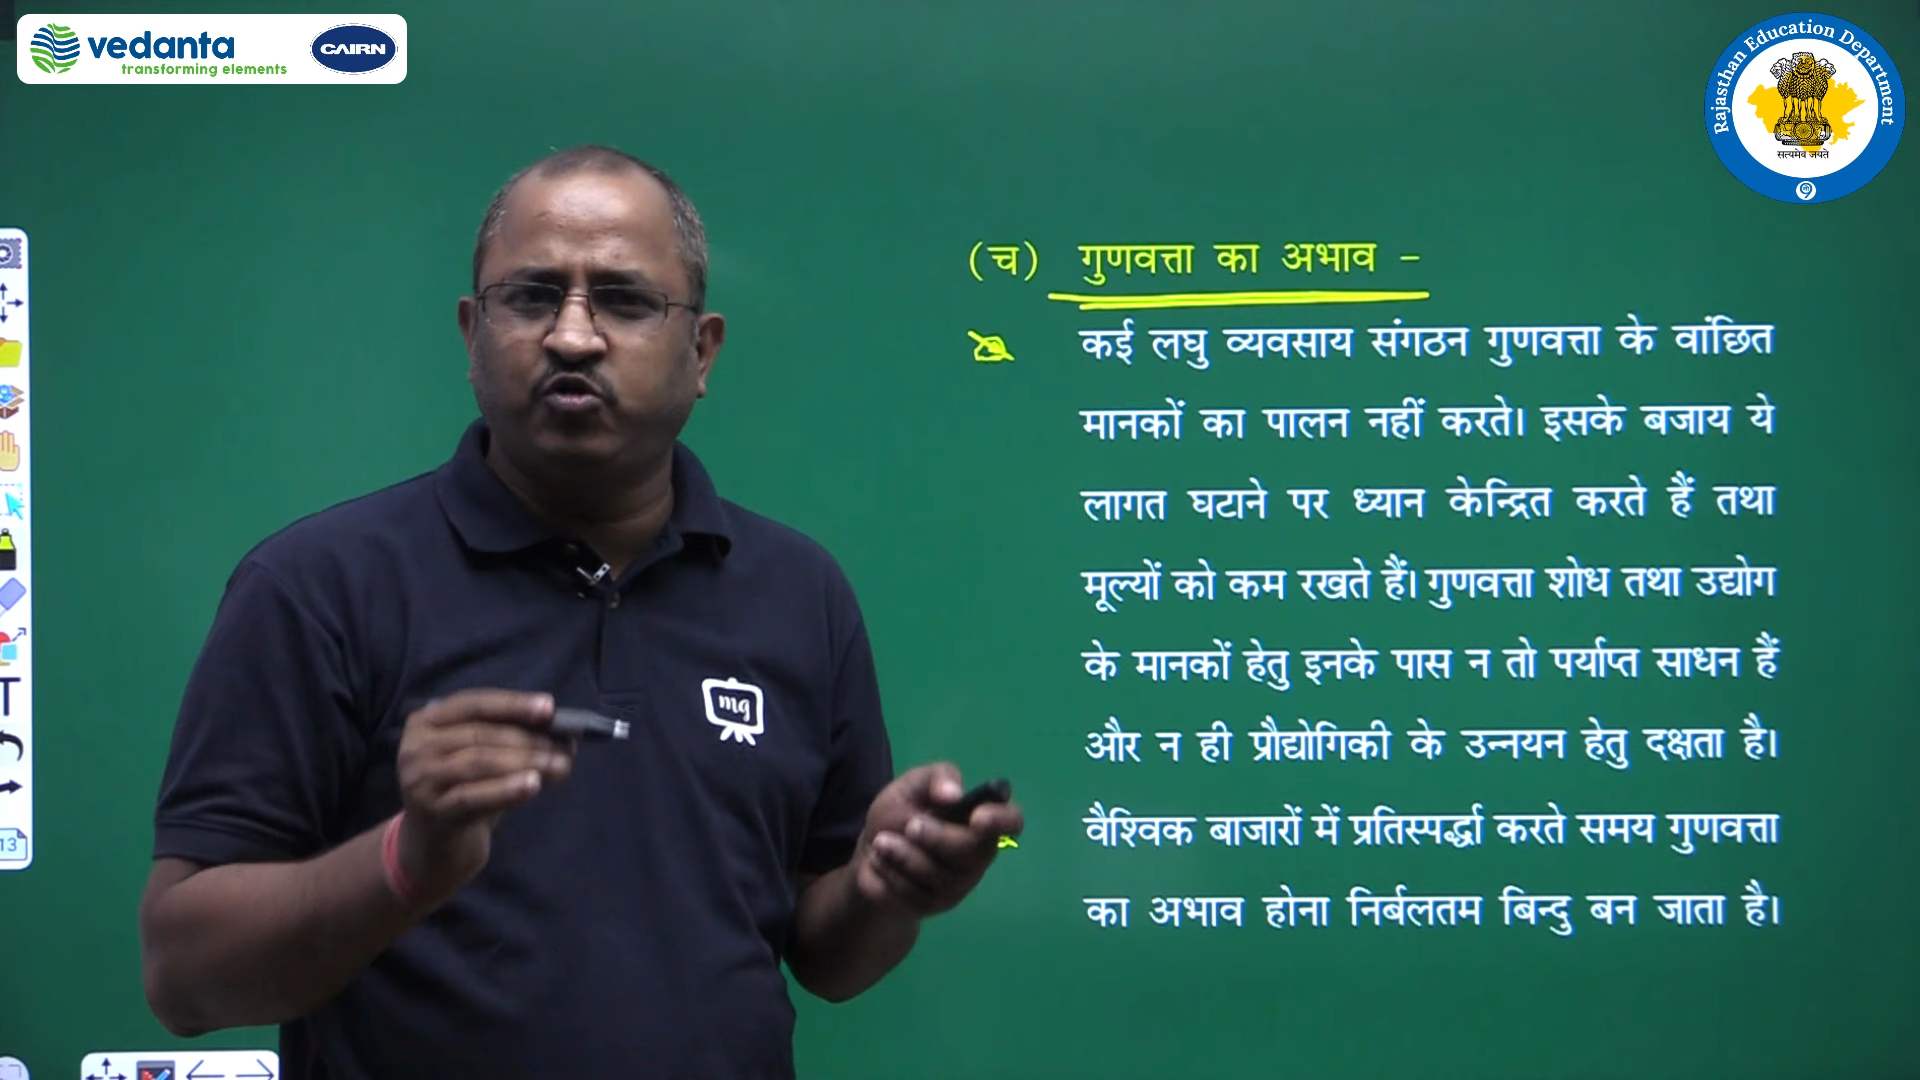 vedanta
transforming elements
CAIRN
Rajasthan Education Department
सत्यमेव जयते
(च) गुणवत्ता का अभाव -
कई लघु व्यवसाय संगठन गुणवत्ता के वांछित
मानकों का पालन नहीं करते। इसके बजाय ये
लागत घटाने पर ध्यान केन्द्रित करते हैं तथा
मूल्यों को कम रखते हैं। गुणवत्ता शोध तथा उद्योग
के मानकों हेतु इनके पास न तो पर्याप्त साधन हैं
और न ही प्रौद्योगिकी के उन्नयन हेतु दक्षता है।
वैश्विक बाजारों में प्रतिस्पर्द्धा करते समय गुणवत्ता
का अभाव होना निर्बलतम बिन्दु बन जाता है।
mg
T
13